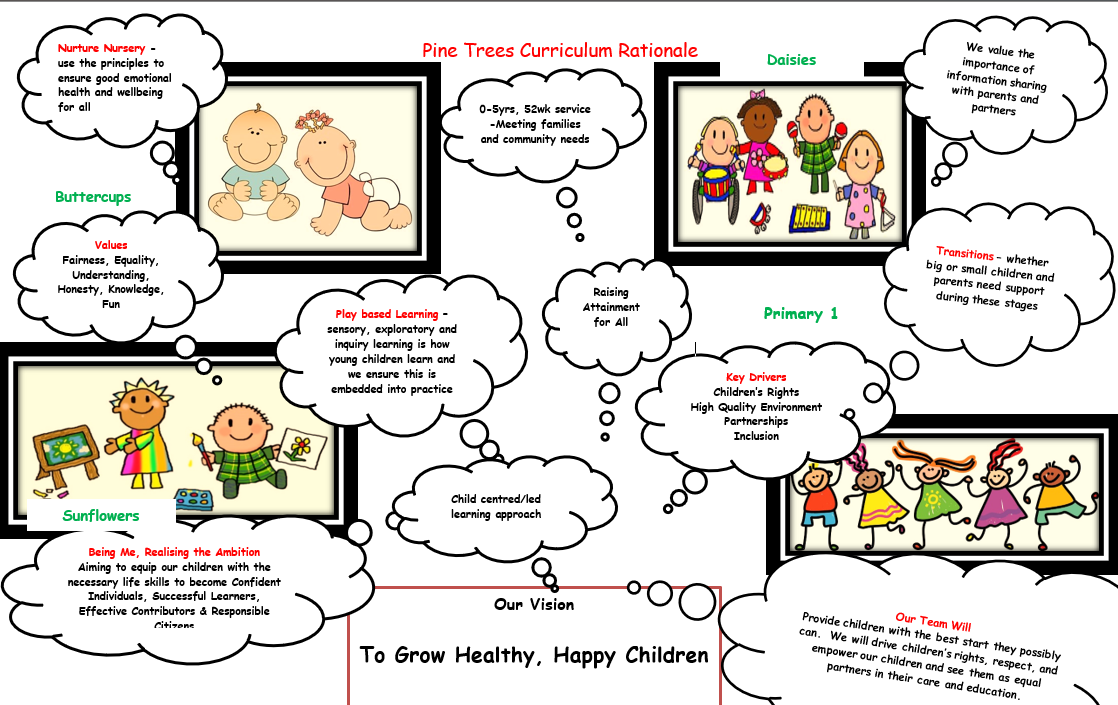 Pine Trees Curriculum Rationale
Nurture Nursery –
use the principles to
ensure good emotional
health and wellbeing
for all
0-5yrs, 52wk service
-Meeting families
and community needs
Daisies
We value the
importance of
information sharing
with parents and
partners
Buttercups
Values
Fairness, Equality,
Understanding,
Honesty, Knowledge,
Fun
Play based Learning –
sensory, exploratory and
inquiry learning is how
young children learn and
we ensure this is
embedded into practice
Raising
Attainment
for All
Transitions – whether
big or small children and
parents need support
during these stages
Primary 1
Key Drivers
Children's Rights
High Quality Environment
Partnerships
Inclusion
Child centred/led
learning approach
Sunflowers
Being Me, Realising the Ambition
Aiming to equip our children with the
necessary life skills to become Confident
Individuals, Successful Learners,
Effective Contributors & Responsible
Citizens
Our Vision
To Grow Healthy, Happy Children
Our Team Will
Provide children with the best start they possibly
can. We will drive children's rights, respect, and
empower our children and see them as equal
partners in their care and education.